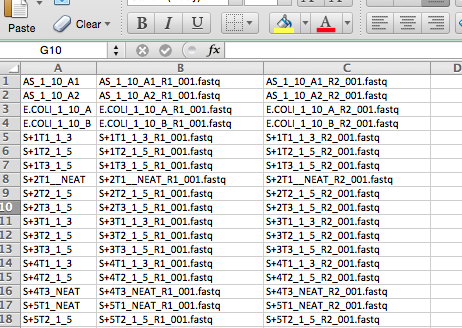 Paste Clear B I U A
G10 fx
A B C D
1 AS_1_10_A1 AS_1_10_A1_R1_001.fastq AS_1_10_A1_R2_001.fastq
2 AS_1_10_A2 AS_1_10_A2_R1_001.fastq AS_1_10_A2_R2_001.fastq
3 E.COLI_1_10_A E.COLI_1_10_A_R1_001.fastq E.COLI_1_10_A_R2_001.fastq
4 E.COLI_1_10_B E.COLI_1_10_B_R1_001.fastq E.COLI_1_10_B_R2_001.fastq
5 S+1T1_1_3 S+1T1_1_3_R1_001.fastq S+1T1_1_3_R2_001.fastq
6 S+1T2_1_5 S+1T2_1_5_R1_001.fastq S+1T2_1_5_R2_001.fastq
7 S+1T3_1_5 S+1T3_1_5_R1_001.fastq S+1T3_1_5_R2_001.fastq
8 S+2T1__NEAT S+2T1__NEAT_R1_001.fastq S+2T1__NEAT_R2_001.fastq
9 S+2T2_1_5 S+2T2_1_5_R1_001.fastq S+2T2_1_5_R2_001.fastq
10 S+2T3_1_5 S+2T3_1_5_R1_001.fastq S+2T3_1_5_R2_001.fastq
11 S+3T1_1_3 S+3T1_1_3_R1_001.fastq S+3T1_1_3_R2_001.fastq
12 S+3T2_1_5 S+3T2_1_5_R1_001.fastq S+3T2_1_5_R2_001.fastq
13 S+3T3_1_5 S+3T3_1_5_R1_001.fastq S+3T3_1_5_R2_001.fastq
14 S+4T1_1_3 S+4T1_1_3_R1_001.fastq S+4T1_1_3_R2_001.fastq
15 S+4T2_1_5 S+4T2_1_5_R1_001.fastq S+4T2_1_5_R2_001.fastq
16 S+4T3_NEAT S+4T3_NEAT_R1_001.fastq S+4T3_NEAT_R2_001.fastq
17 S+5T1_NEAT S+5T1_NEAT_R1_001.fastq S+5T1_NEAT_R2_001.fastq
18 S+5T2_1_5 S+5T2_1_5_R1_001.fastq S+5T2_1_5_R2_001.fastq